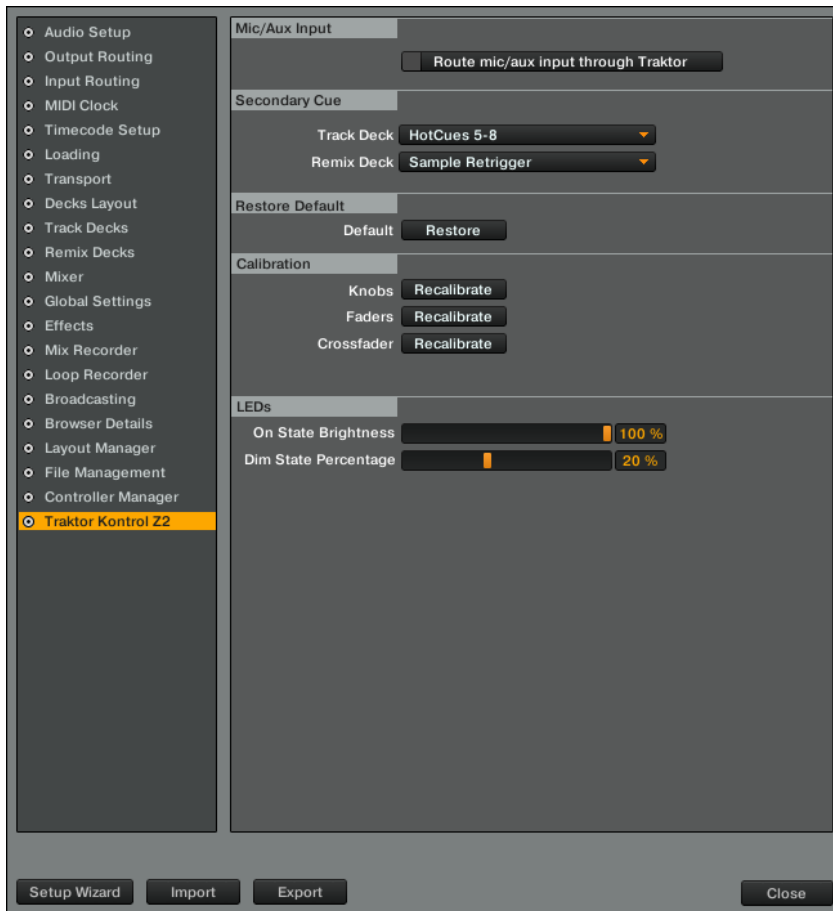 Audio Setup
Output Routing
Input Routing
MIDI Clock
Timecode Setup
Loading
Transport
Decks Layout
Track Decks
Remix Decks
Mixer
Global Settings
Effects
Mix Recorder
Loop Recorder
Broadcasting
Browser Details
Layout Manager
File Management
Controller Manager
Traktor Kontrol Z2
Mic/Aux Input
Route mic/aux input through Traktor
Secondary Cue
Track Deck HotCues 5-8
Remix Deck Sample Retrigger
Restore Default
Default Restore
Calibration
Knobs Recalibrate
Faders Recalibrate
Crossfader Recalibrate
LEDs
On State Brightness 100 %
Dim State Percentage 20 %
Setup Wizard Import Export Close